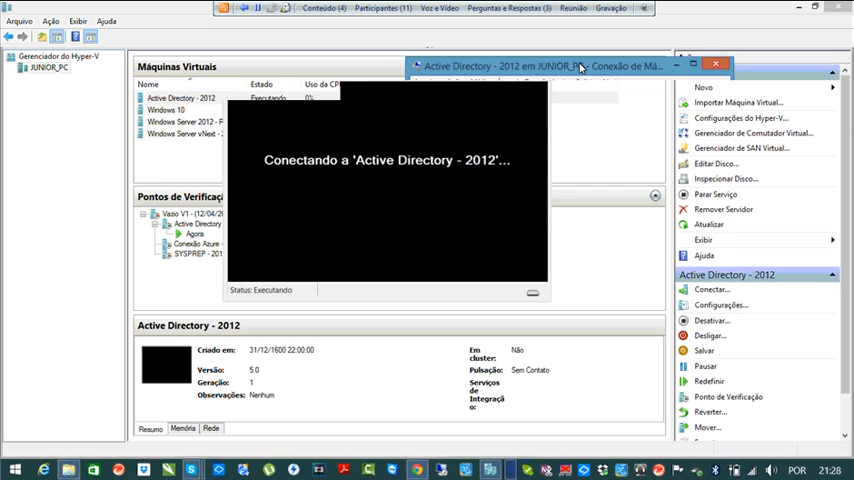 Conteúdo (4) Participantes (11) Voz e Vídeo Perguntas e Respostas (3) Reunião Gravação
Arquivo Ação Exibir Ajuda
Gerenciador do Hyper-V
JUNIOR_PC
Máquinas Virtuais
Nome Estado Uso da CPU
Active Directory - 2012 Executando 0%
Windows 10
Windows Server 2012 -
Windows Server vNext -
Active Directory - 2012 em JUNIOR_PC - Conexão de Má...
Conectando a 'Active Directory - 2012'...
Status: Executando
Pontos de Verificaç
Vazio V1 - (12/04/20
Active Directory
Agora
Conexão Azure -
SYSPREP - 201
Active Directory - 2012
Criado em: 31/12/1600 22:00:00
Versão: 5.0
Geração: 1
Observações: Nenhum
Em cluster: Não
Pulsação: Sem Contato
Serviços de Integração:
Resumo Memória Rede
Novo
Importar Máquina Virtual...
Configurações do Hyper-V...
Gerenciador de Comutador Virtual...
Gerenciador de SAN Virtual...
Editar Disco...
Inspecionar Disco...
Parar Serviço
Remover Servidor
Atualizar
Exibir
Ajuda
Active Directory - 2012
Conectar...
Configurações...
Desativar...
Desligar...
Salvar
Pausar
Redefinir
Ponto de Verificação
Reverter...
Mover...
POR 21:28